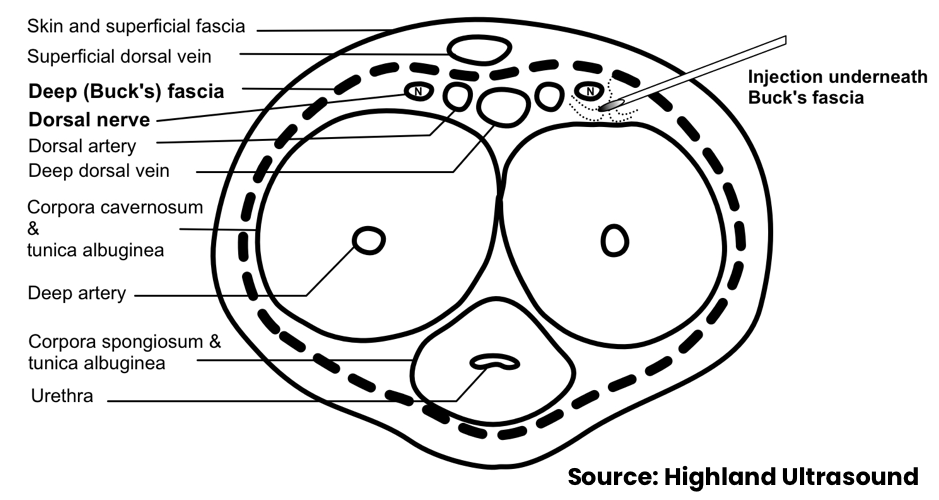 Skin and superficial fascia
Superficial dorsal vein
Deep (Buck's) fascia
Dorsal nerve
Dorsal artery
Deep dorsal vein
Corpora cavernosum
&
tunica albuginea
Deep artery
Corpora spongiosum &
tunica albuginea
Urethra
N
N
Injection underneath
Buck's fascia
Source: Highland Ultrasound